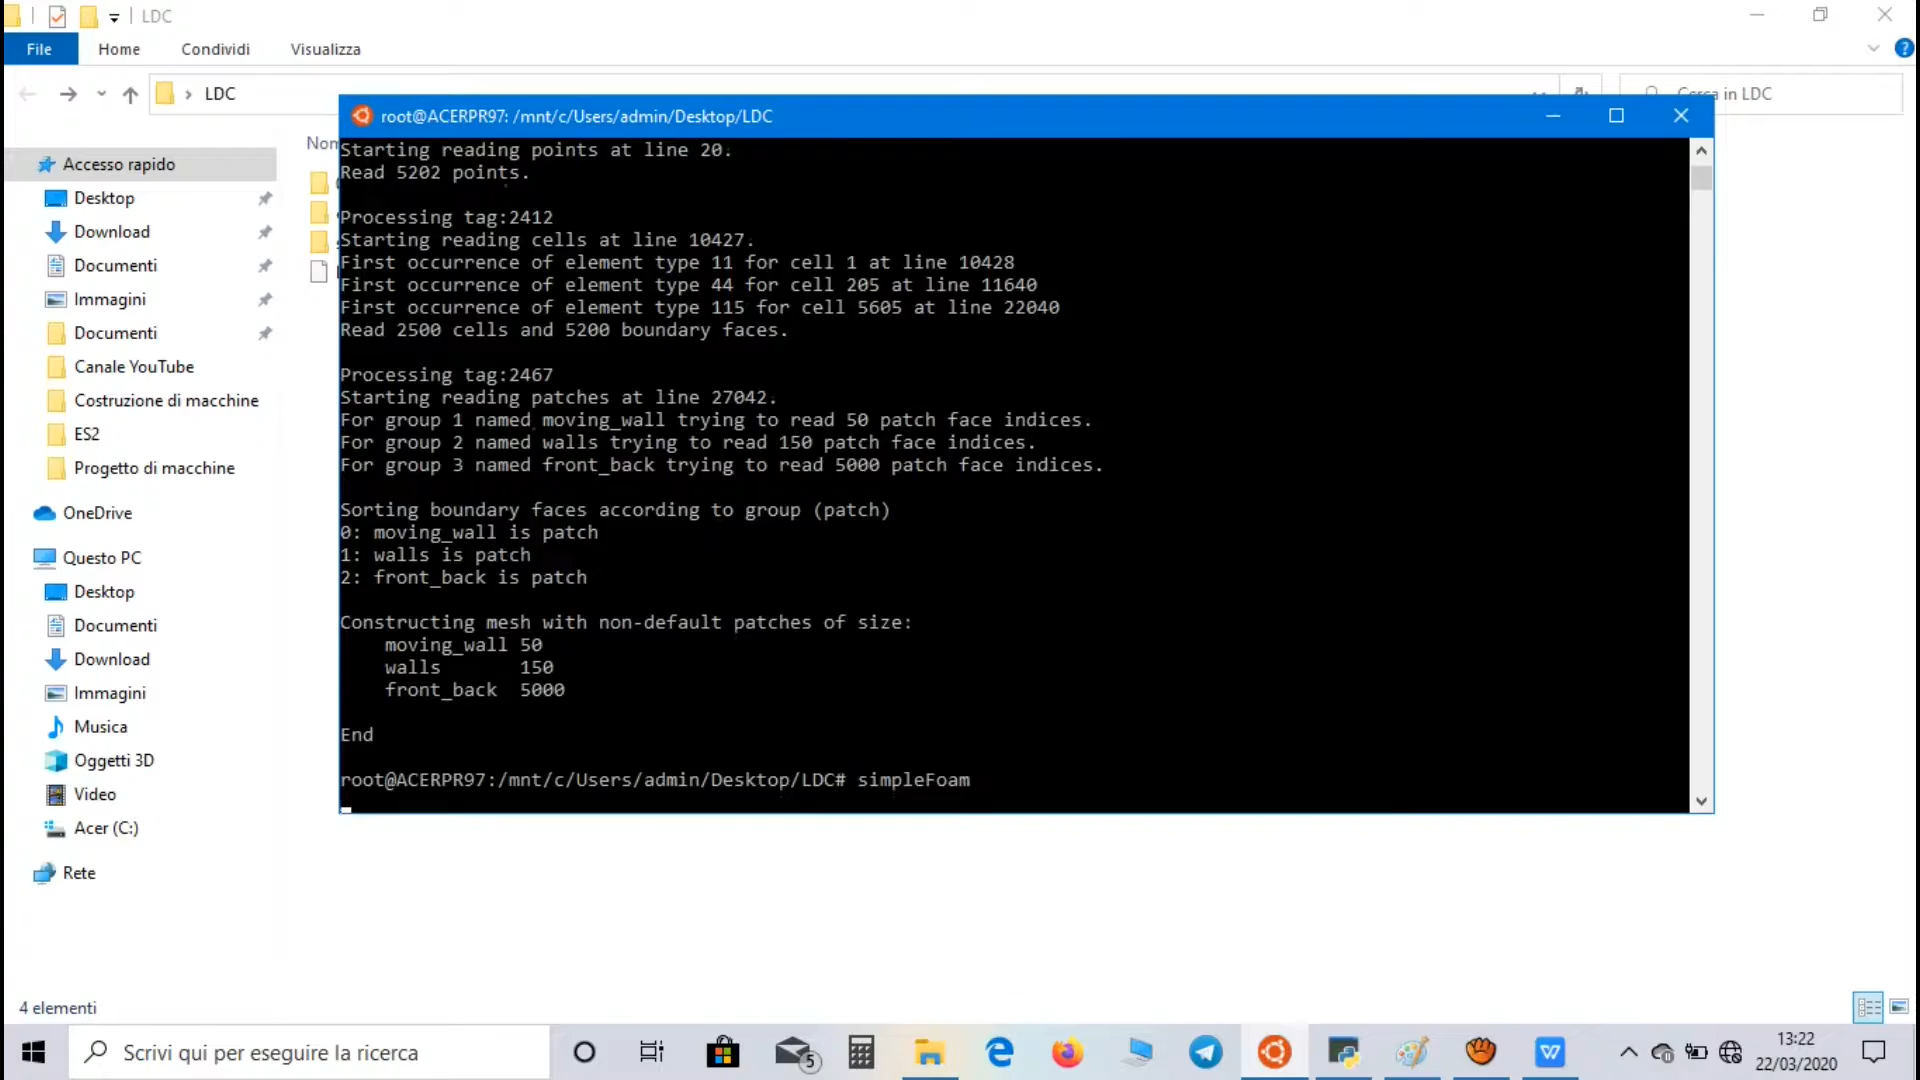 LDC
File Home Condividi Visualizza
LDC
in LDC
root@ACERPR97: /mnt/c/Users/admin/Desktop/LDC
Accesso rapido
Desktop
Download
Documenti
Immagini
Documenti
Canale YouTube
Costruzione di macchine
ES2
Progetto di macchine
OneDrive
Questo PC
Desktop
Documenti
Download
Immagini
Musica
Oggetti 3D
Video
Acer (C:)
Rete
Starting reading points at line 20.
Read 5202 points.
Processing tag:2412
Starting reading cells at line 10427.
First occurrence of element type 11 for cell 1 at line 10428
First occurrence of element type 44 for cell 205 at line 11640
First occurrence of element type 115 for cell 5605 at line 22040
Read 2500 cells and 5200 boundary faces.
Processing tag:2467
Starting reading patches at line 27042.
For group 1 named moving_wall trying to read 50 patch face indices.
For group 2 named walls trying to read 150 patch face indices.
For group 3 named front_back trying to read 5000 patch face indices.
Sorting boundary faces according to group (patch)
0: moving_wall is patch
1: walls is patch
2: front_back is patch
Constructing mesh with non-default patches of size:
moving_wall 50
walls 150
front_back 5000
End
root@ACERPR97:/mnt/c/Users/admin/Desktop/LDC# simpleFoam
4 elementi
Scrivi qui per eseguire la ricerca
5
13:22
22/03/2020